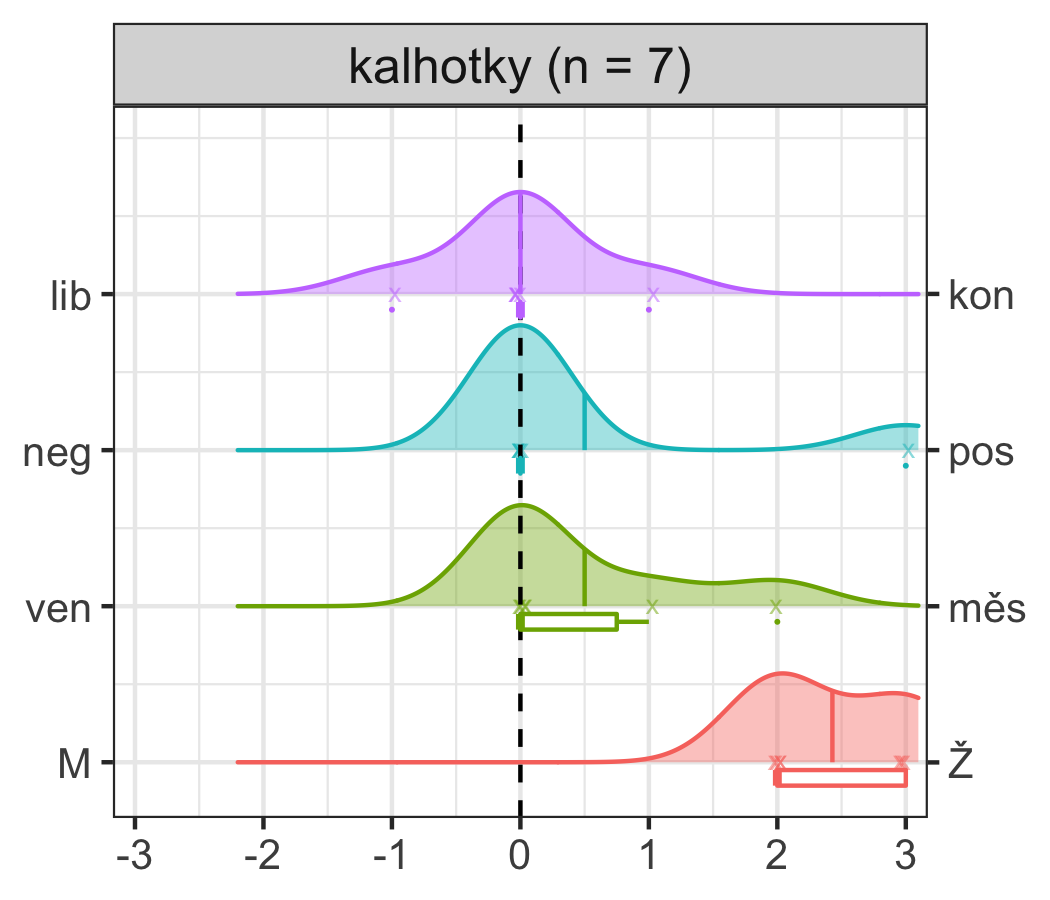 kalhotky (n = 7)
lib kon
neg pos
ven měs
M Ž
-3 -2 -1 0 1 2 3